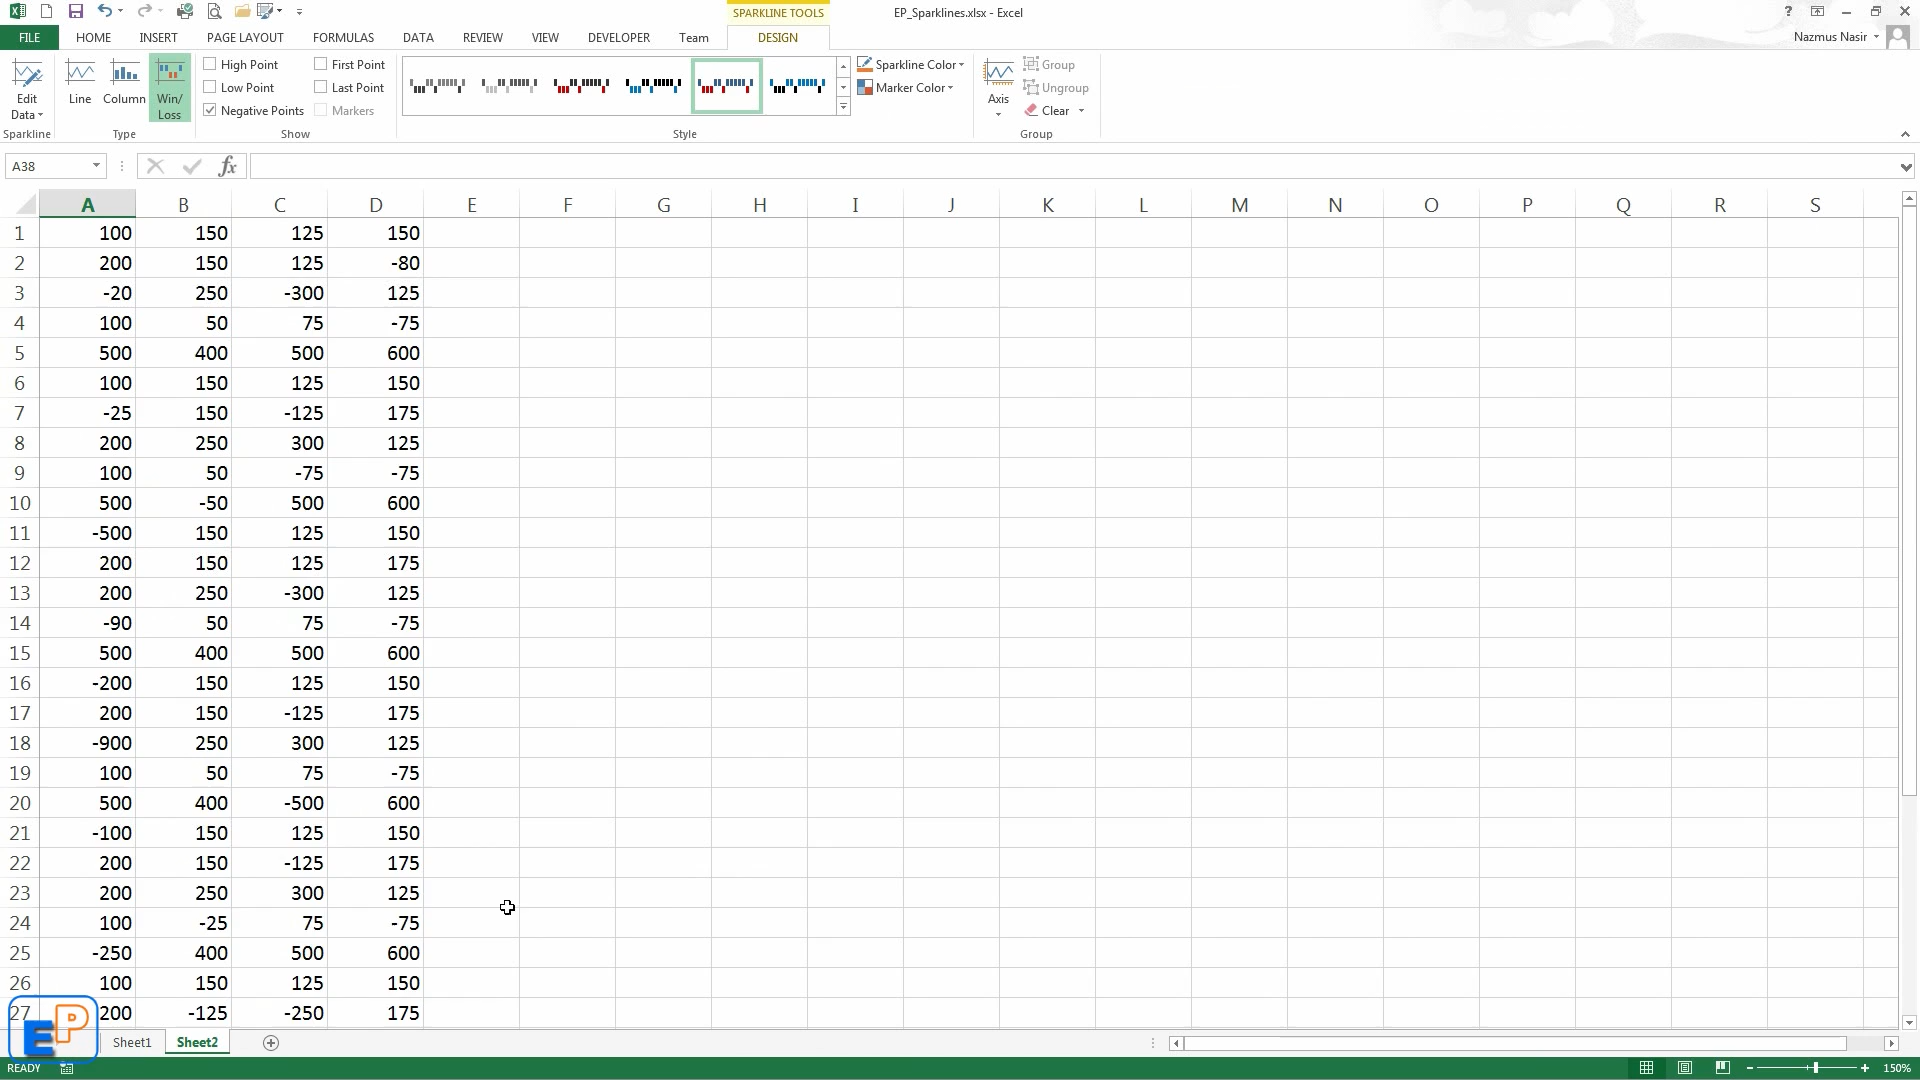 SPARKLINE TOOLS
EP_Sparklines.xlsx - Excel
?
FILE HOME INSERT PAGE LAYOUT FORMULAS DATA REVIEW VIEW DEVELOPER Team DESIGN
Nazmus Nasir
Edit Data
Line
Column
Win/ Loss
High Point
First Point
Low Point
Last Point
Negative Points
Markers
Sparkline Color
Marker Color
Axis
Group
Ungroup
Clear
Sparkline
Type
Show
Style
Group
A38
fx
A B C D E F G H I J K L M N O P Q R S
1 100 150 125 150
2 200 150 125 -80
3 -20 250 -300 125
4 100 50 75 -75
5 500 400 500 600
6 100 150 125 150
7 -25 150 -125 175
8 200 250 300 125
9 100 50 -75 -75
10 500 -50 500 600
11 -500 150 125 150
12 200 150 125 175
13 200 250 -300 125
14 -90 50 75 -75
15 500 400 500 600
16 -200 150 125 150
17 200 150 -125 175
18 -900 250 300 125
19 100 50 75 -75
20 500 400 -500 600
21 -100 150 125 150
22 200 150 -125 175
23 200 250 300 125
24 100 -25 75 -75
25 -250 400 500 600
26 100 150 125 150
27 200 -125 -250 175
EP
Sheet1 Sheet2
READY
150%